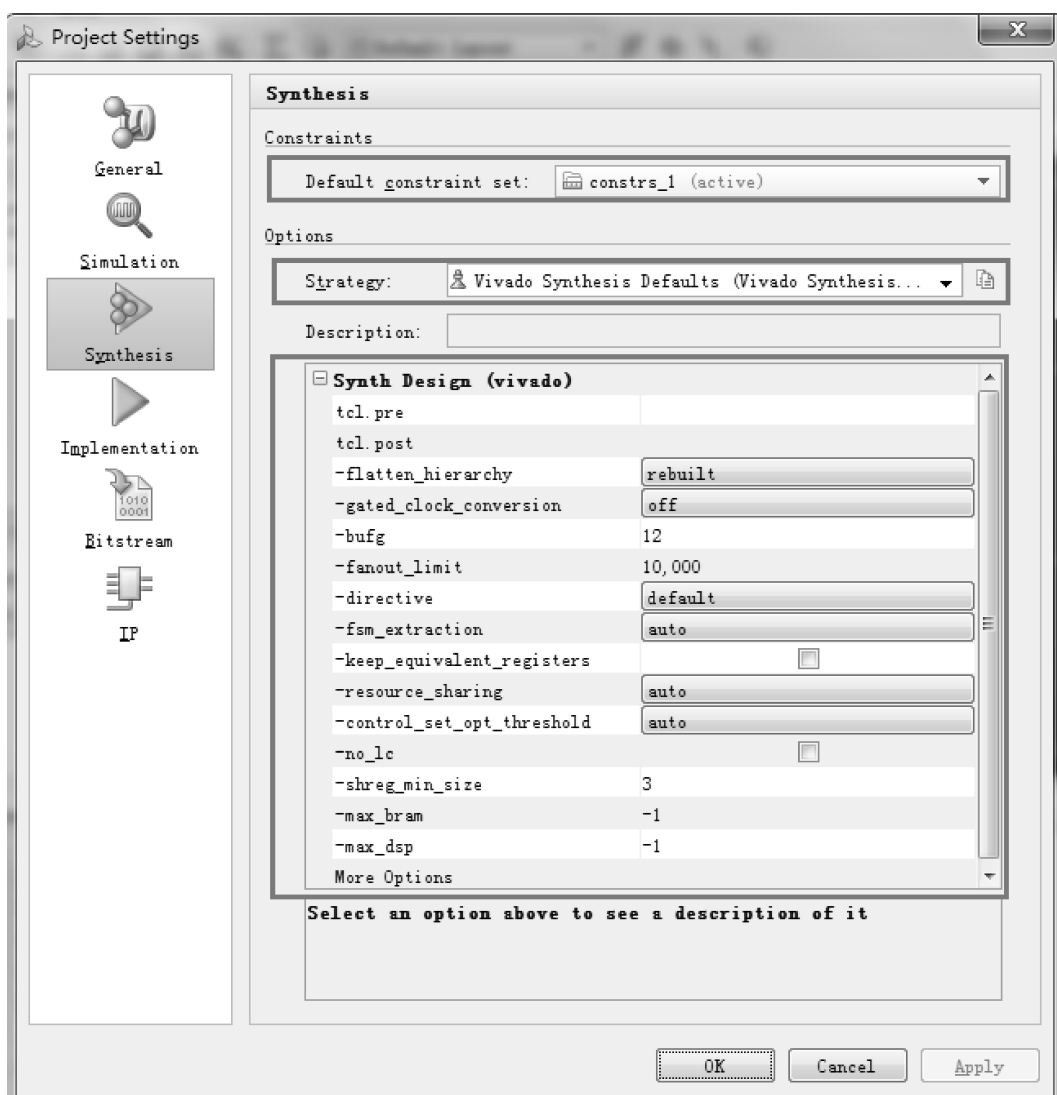 Project Settings
X
General
Simulation
Synthesis
Implementation
1010
0001
Bitstream
IP
Synthesis
Constraints
Default constraint set: constrs_1 (active)
Options
Strategy: Vivado Synthesis Defaults (Vivado Synthesis...
Description:
Synth Design (vivado)
tcl.pre
tcl.post
-flatten_hierarchy rebuilt
-gated_clock_conversion off
-bufg 12
-fanout_limit 10,000
-directive default
-fsm_extraction auto
-keep_equivalent_registers
-resource_sharing auto
-control_set_opt_threshold auto
-no_lc
-shreg_min_size 3
-max_bram -1
-max_dsp -1
More Options
Select an option above to see a description of it
OK Cancel Apply